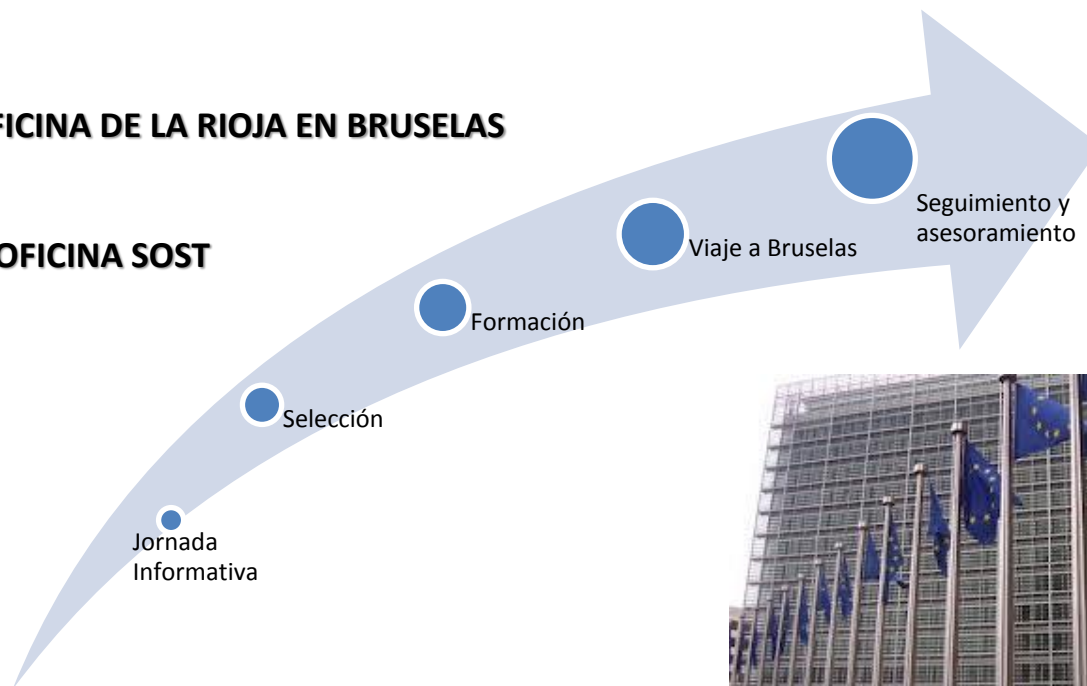 FICINA DE LA RIOJA EN BRUSELAS
OFICINA SOST
Seguimiento y
asesoramiento
Viaje a Bruselas
Formación
Selección
Jornada
Informativa